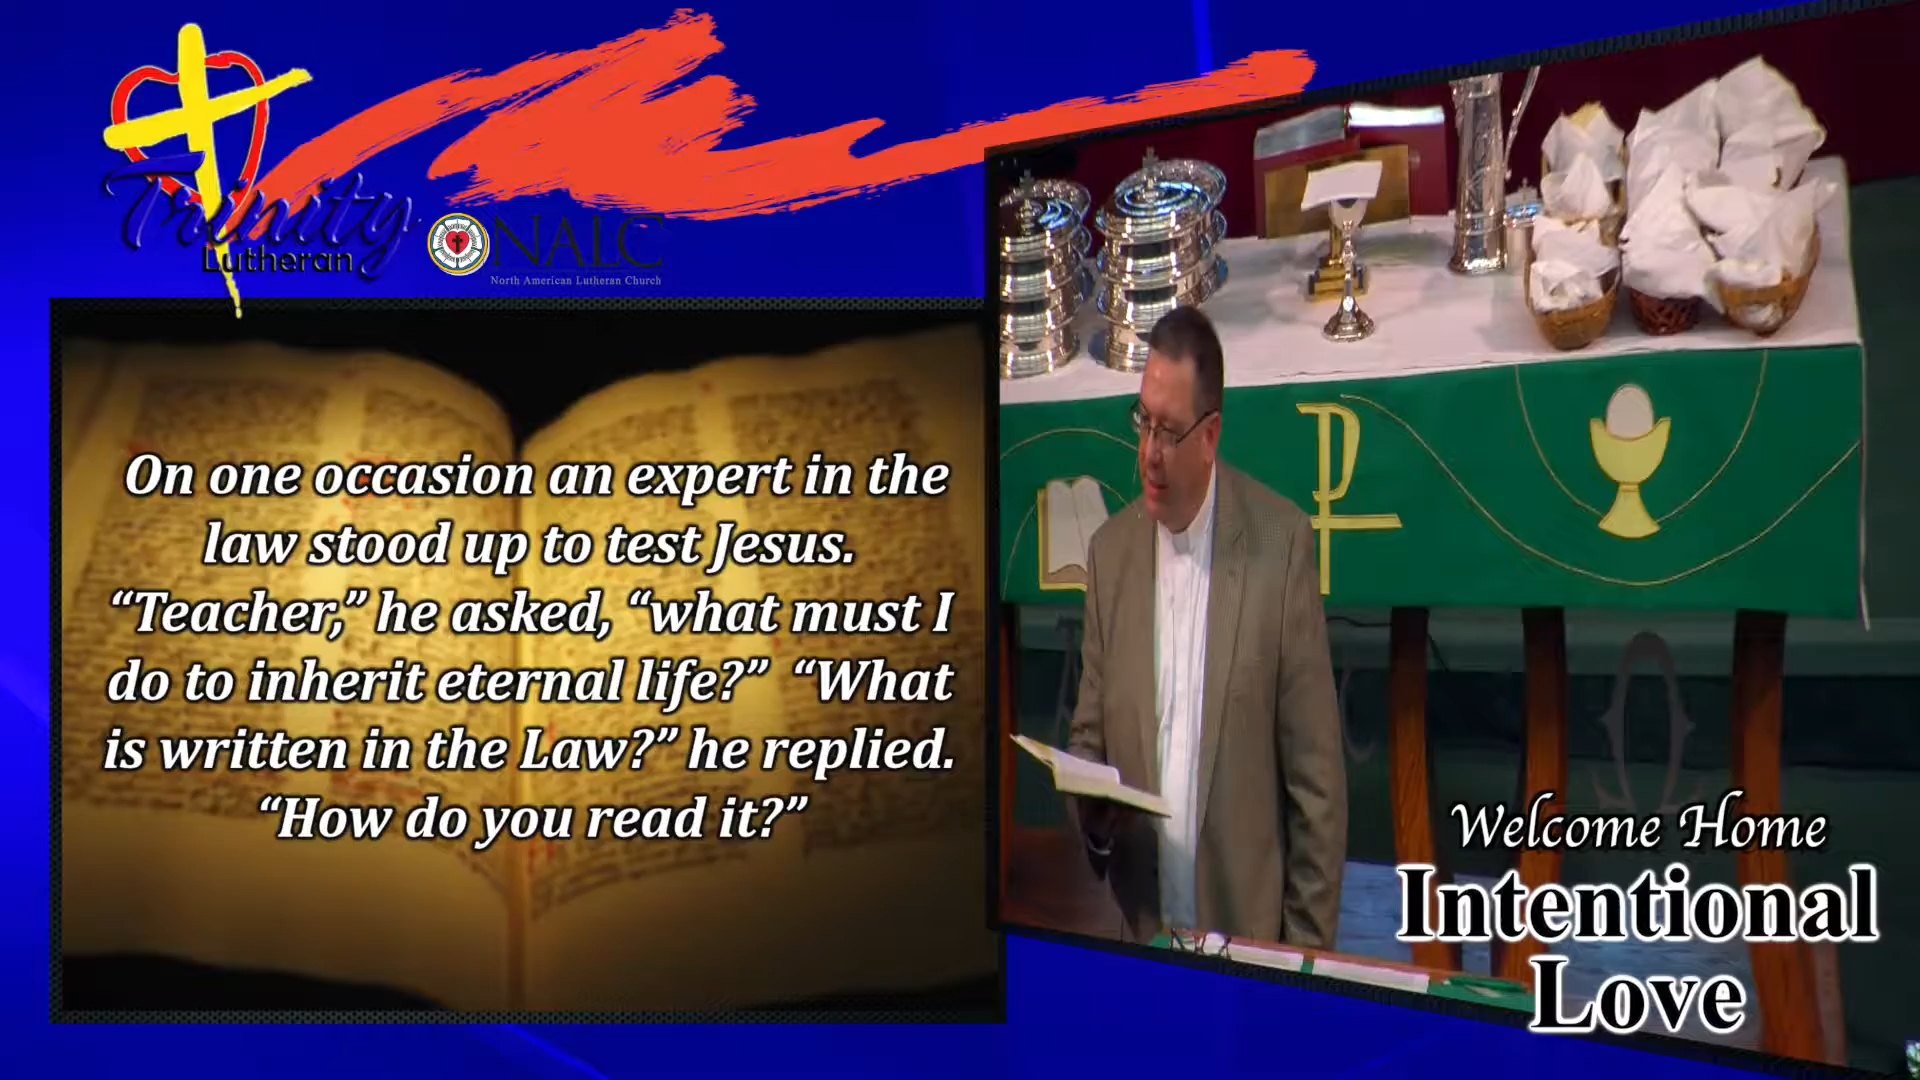 Trinity
Lutheran
NALC
North American Lutheran Church
On one occasion an expert in the
law stood up to test Jesus.
“Teacher,” he asked, “what must I
do to inherit eternal life?”  “What
is written in the Law?” he replied.
“How do you read it?”
Welcome Home
Intentional
Love